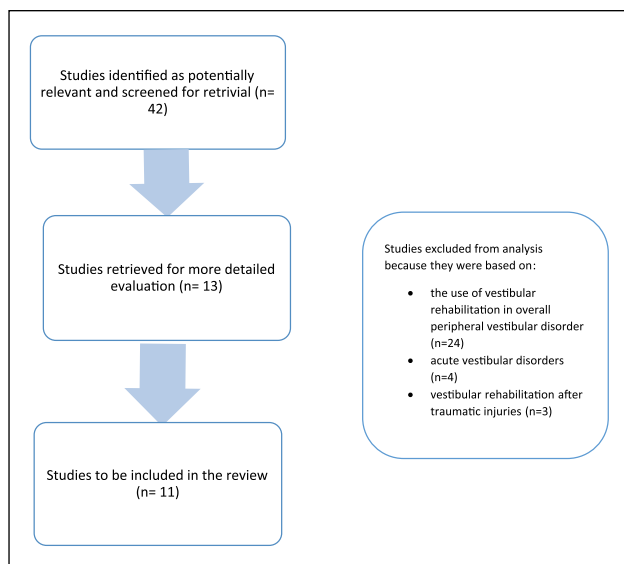 Studies identified as potentially
relevant and screened for retrivial (n=
42)
Studies retrieved for more detailed
evaluation (n= 13)
Studies to be included in the review
(n= 11)
Studies excluded from analysis
because they were based on:
• the use of vestibular
rehabilitation in overall
peripheral vestibular disorder
(n=24)
• acute vestibular disorders
(n=4)
• vestibular rehabilitation after
traumatic injuries (n=3)